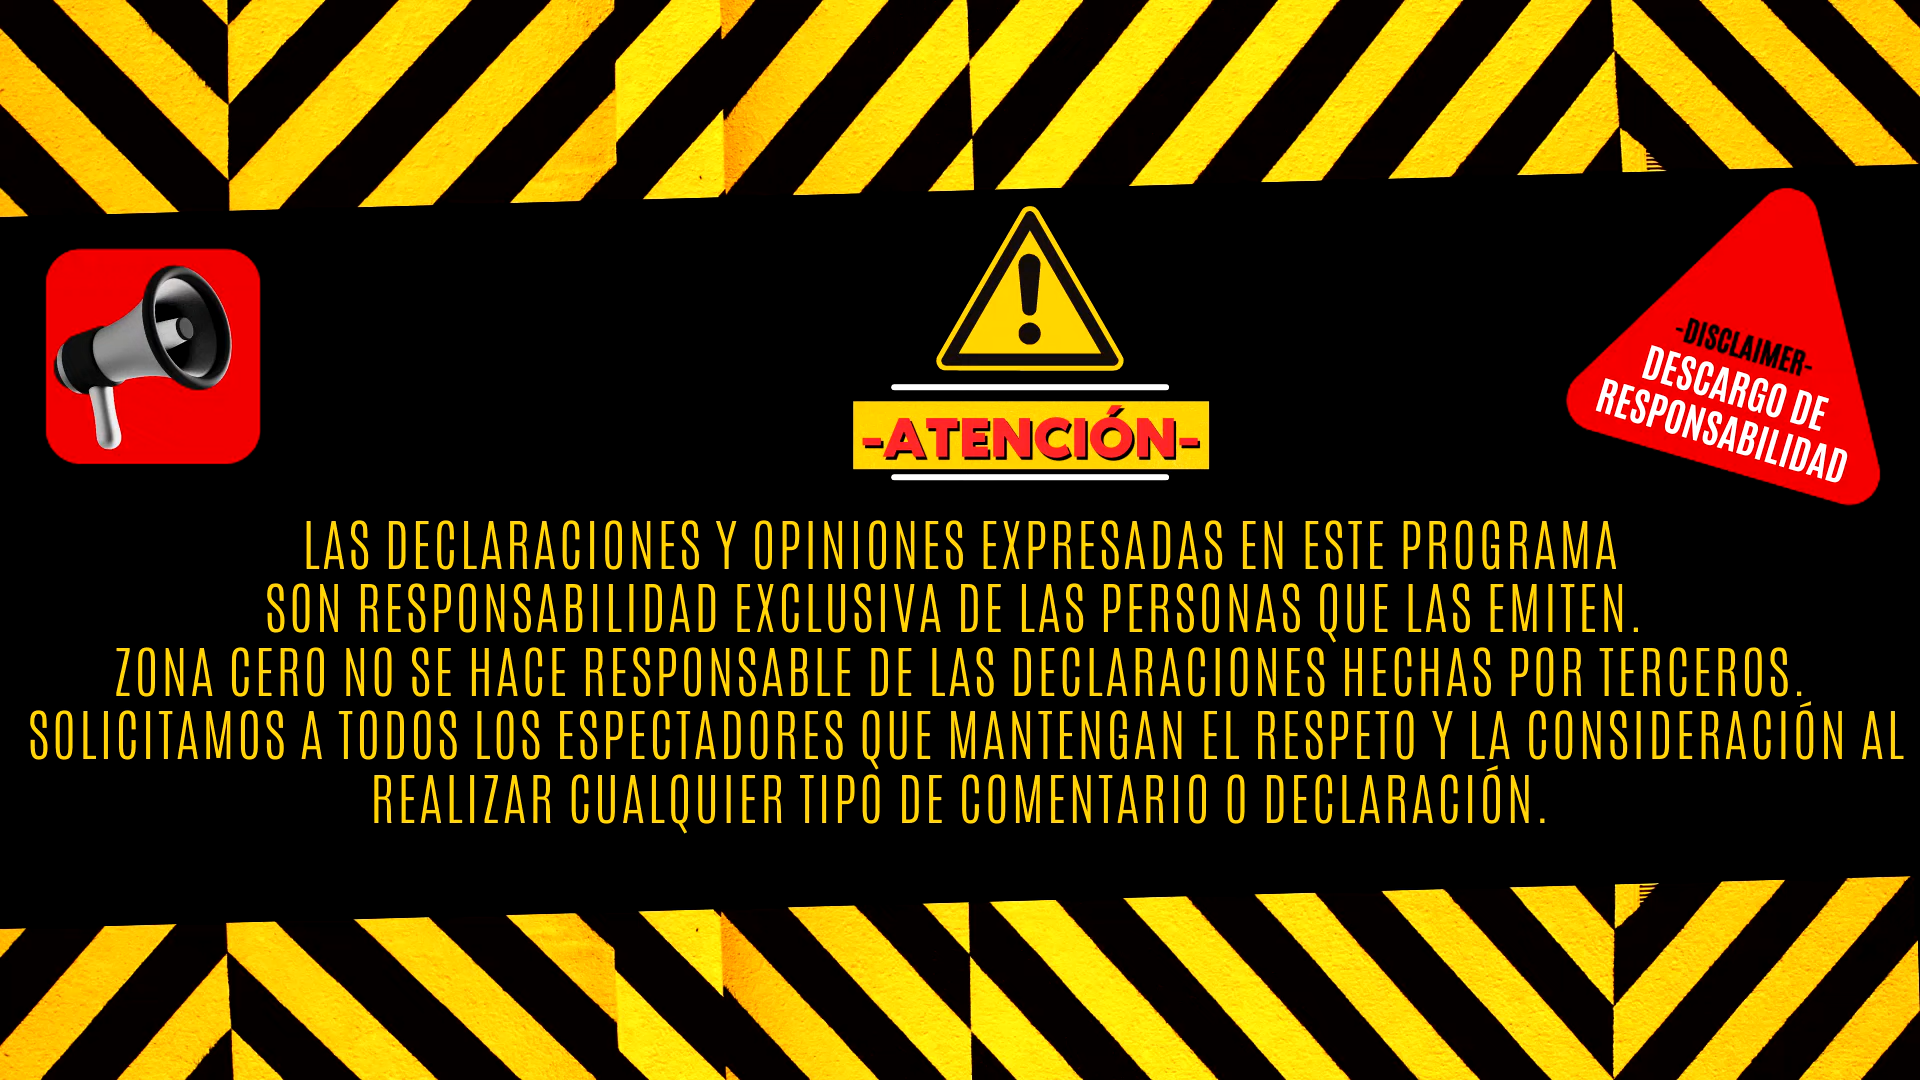 -DISCLAIMER-
DESCARGO DE
RESPONSABILIDAD
-ATENCIÓN-
LAS DECLARACIONES Y OPINIONES EXPRESADAS EN ESTE PROGRAMA
SON RESPONSABILIDAD EXCLUSIVA DE LAS PERSONAS QUE LAS EMITEN.
ZONA CERO NO SE HACE RESPONSABLE DE LAS DECLARACIONES HECHAS POR TERCEROS.
SOLICITAMOS A TODOS LOS ESPECTADORES QUE MANTENGAN EL RESPETO Y LA CONSIDERACIÓN AL
REALIZAR CUALQUIER TIPO DE COMENTARIO O DECLARACIÓN.